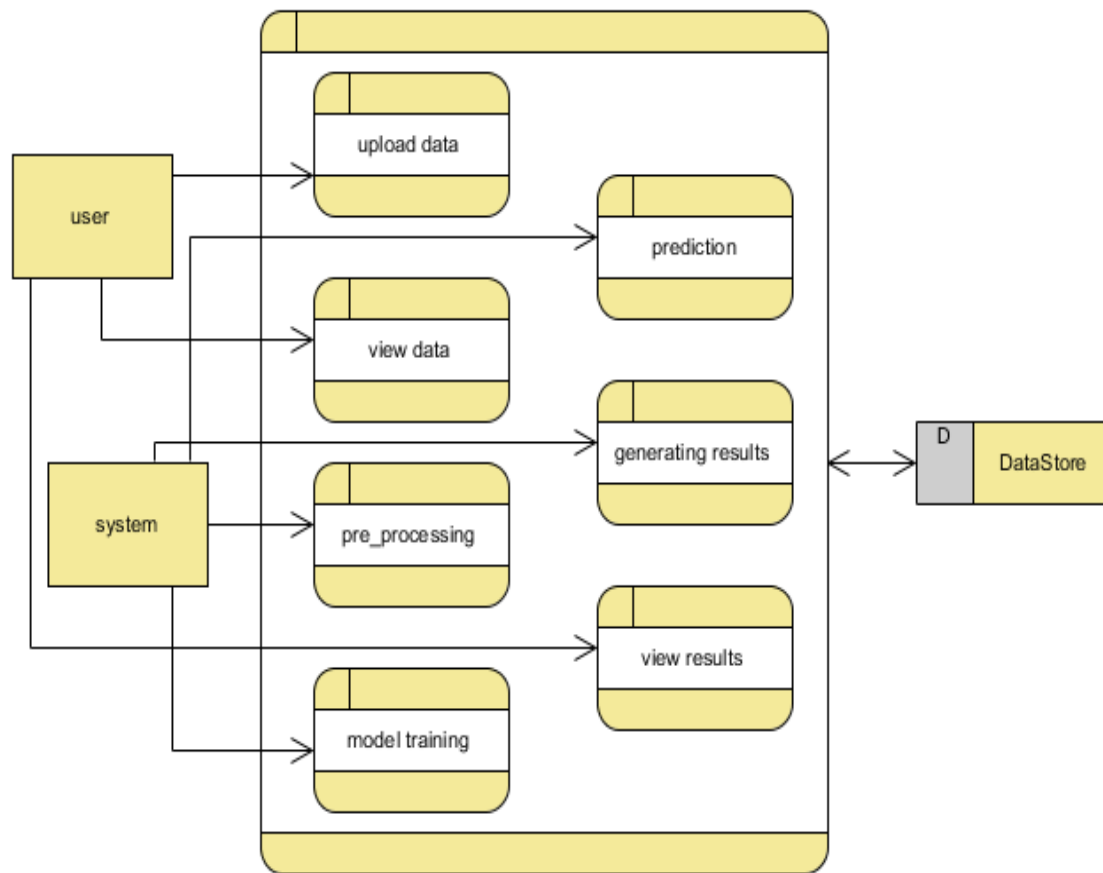 upload data
user
prediction
view data
D
generating results
DataStore
system
pre_processing
view results
model training